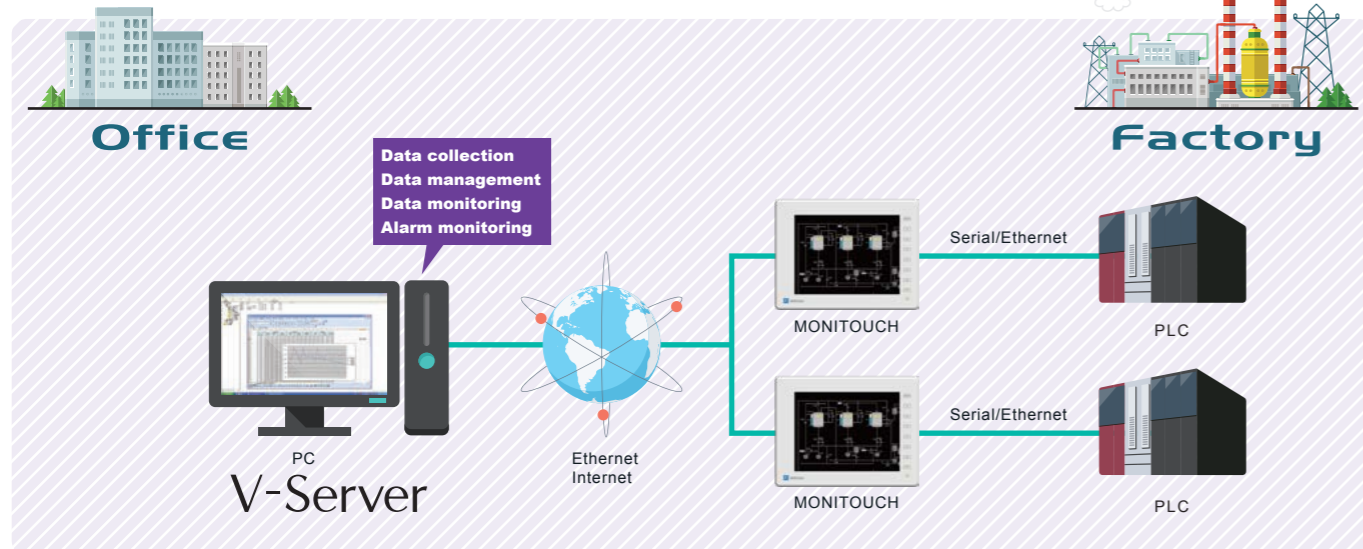 Office
Factory
Data collection
Data management
Data monitoring
Alarm monitoring
Serial/Ethernet
MONITOUCH
PLC
PC
V-Server
Ethernet
Internet
Serial/Ethernet
MONITOUCH
PLC